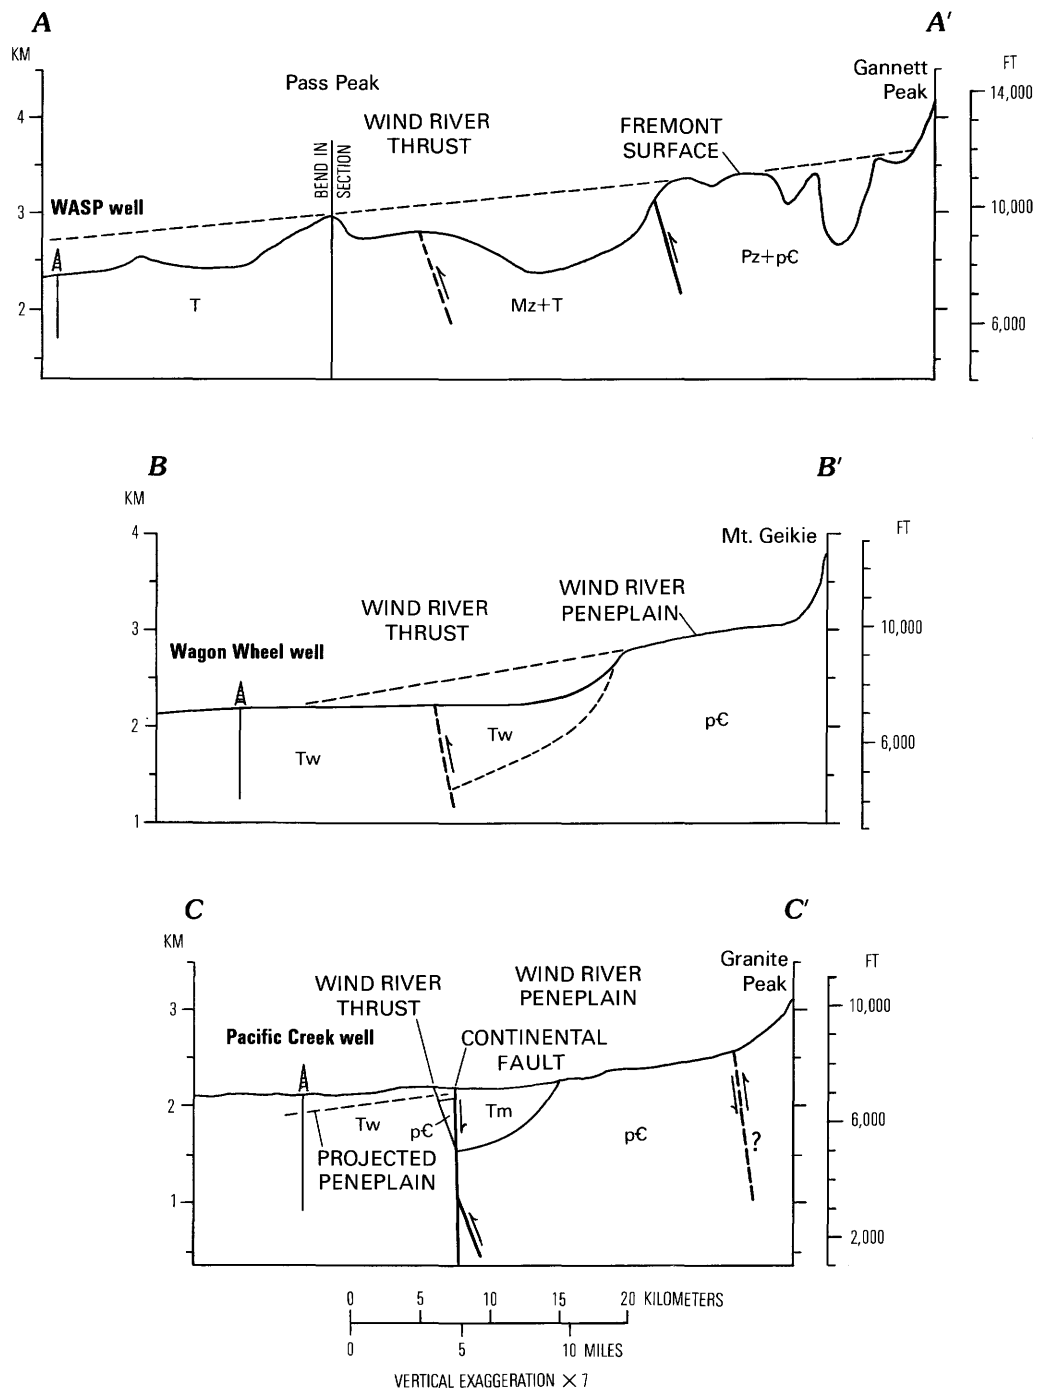 A
A′
KM
FT
Pass Peak
Gannett
Peak
14,000
4
WIND RIVER
THRUST
FREMONT
SURFACE
BEND IN
SECTION
WASP well
3
10,000
Pz+p€
T
Mz+T
2
6,000
B
B′
KM
FT
4
Mt. Geikie
WIND RIVER
PENEPLAIN
WIND RIVER
THRUST
3
10,000
Wagon Wheel well
2
Tw
Tw
p€
6,000
1
C
C′
KM
FT
Granite
Peak
WIND RIVER
THRUST
WIND RIVER
PENEPLAIN
3
10,000
Pacific Creek well
CONTINENTAL
FAULT
2
Tw
p€
Tm
p€
6,000
?
PROJECTED
PENEPLAIN
1
2,000
0 5 10 15 20 KILOMETERS
0 5 10 MILES
VERTICAL EXAGGERATION ×7